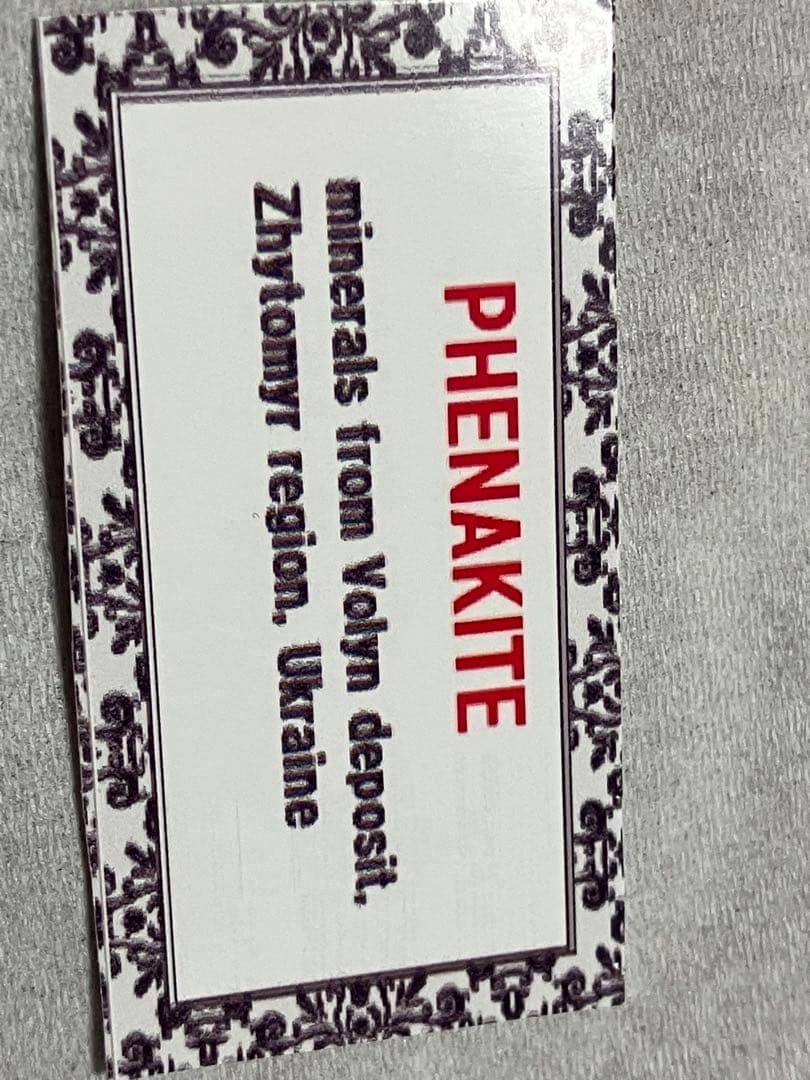 PHENAKITE
minerals from Volyn deposit,
Zhytomyr region, Ukraine